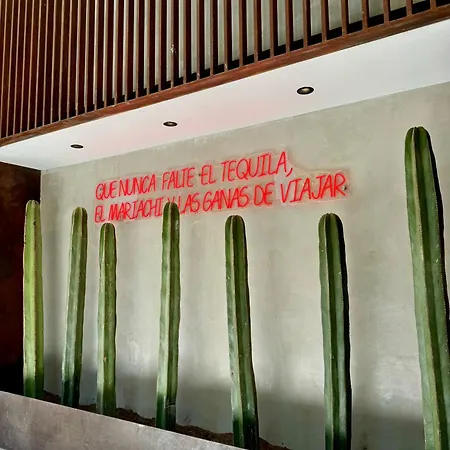 QUE NUNCA FALTE EL TEQUILA,
EL MARIACHI Y LAS GANAS DE VIAJAR